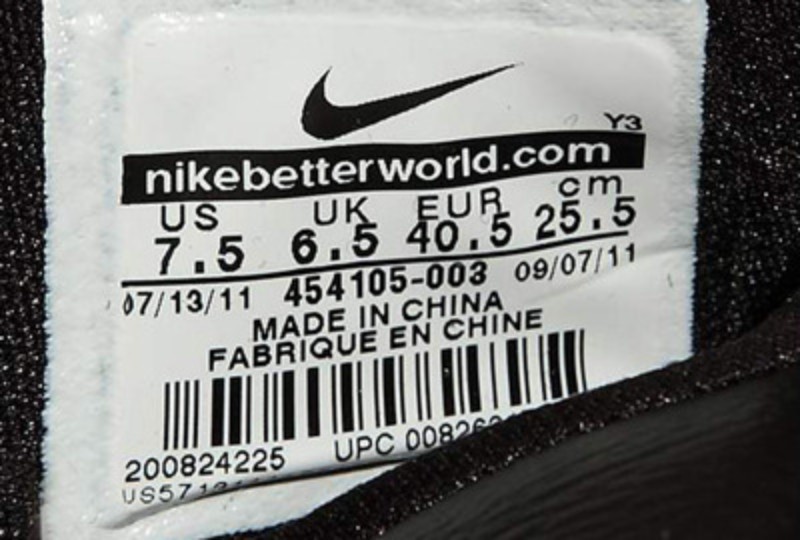 Y3
nikebetterworld.com
US UK EUR cm
7.5 6.5 40.5 25.5
07/13/11 454105-003 09/07/11
MADE IN CHINA
FABRIQUE EN CHINE
200824225 UPC